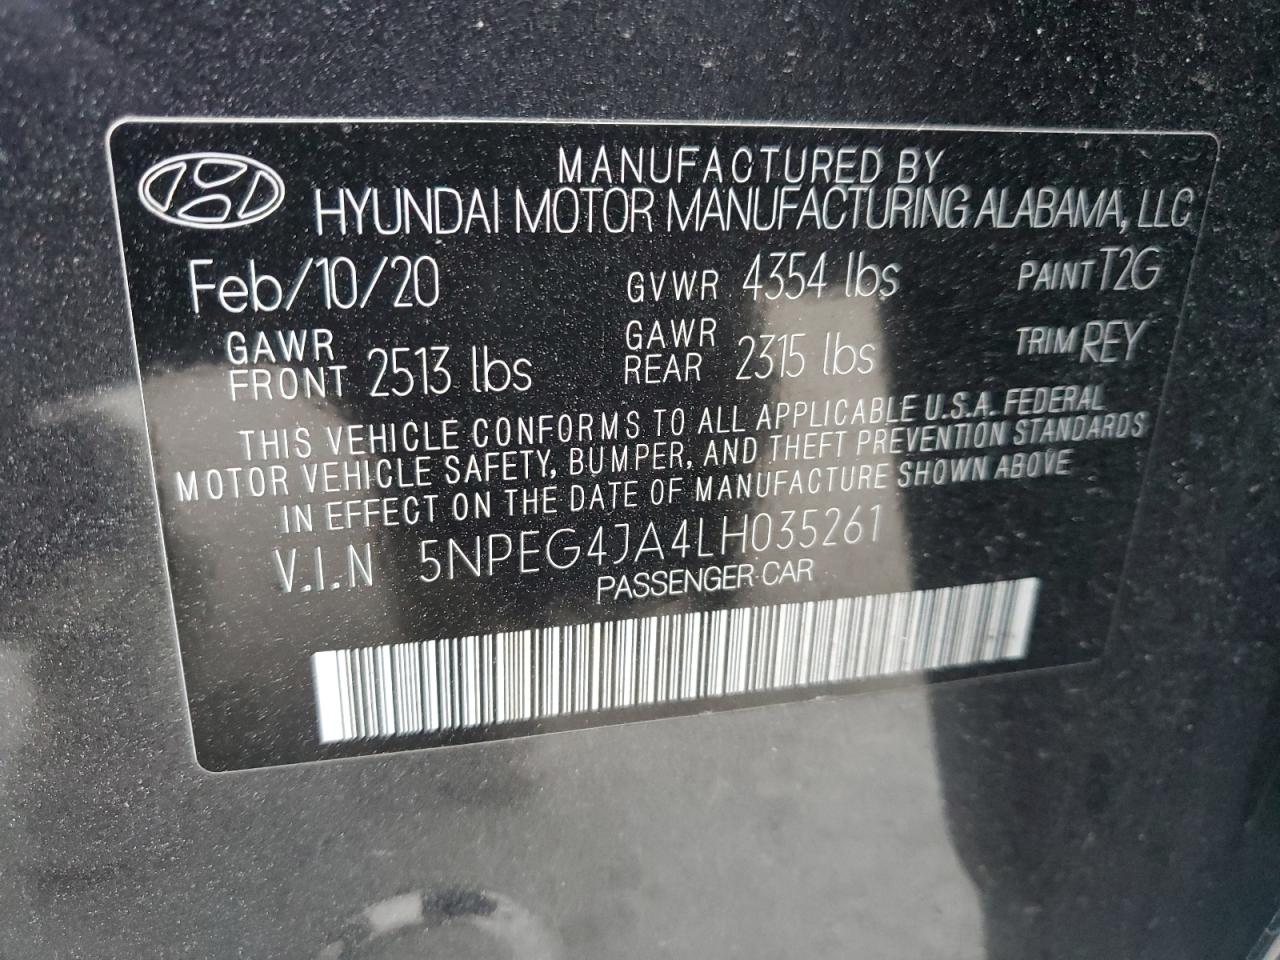 MANUFACTURED BY
HYUNDAI MOTOR MANUFACTURING ALABAMA, LLC
Feb/10/20 GVWR 4354 lbs PAINT T2G
GAWR FRONT 2513 lbs GAWR REAR 2315 lbs TRIM REY
THIS VEHICLE CONFORMS TO ALL APPLICABLE U.S.A. FEDERAL
MOTOR VEHICLE SAFETY, BUMPER, AND THEFT PREVENTION STANDARDS
IN EFFECT ON THE DATE OF MANUFACTURE SHOWN ABOVE
V.I.N 5NPEG4JA4LH035261
PASSENGER CAR